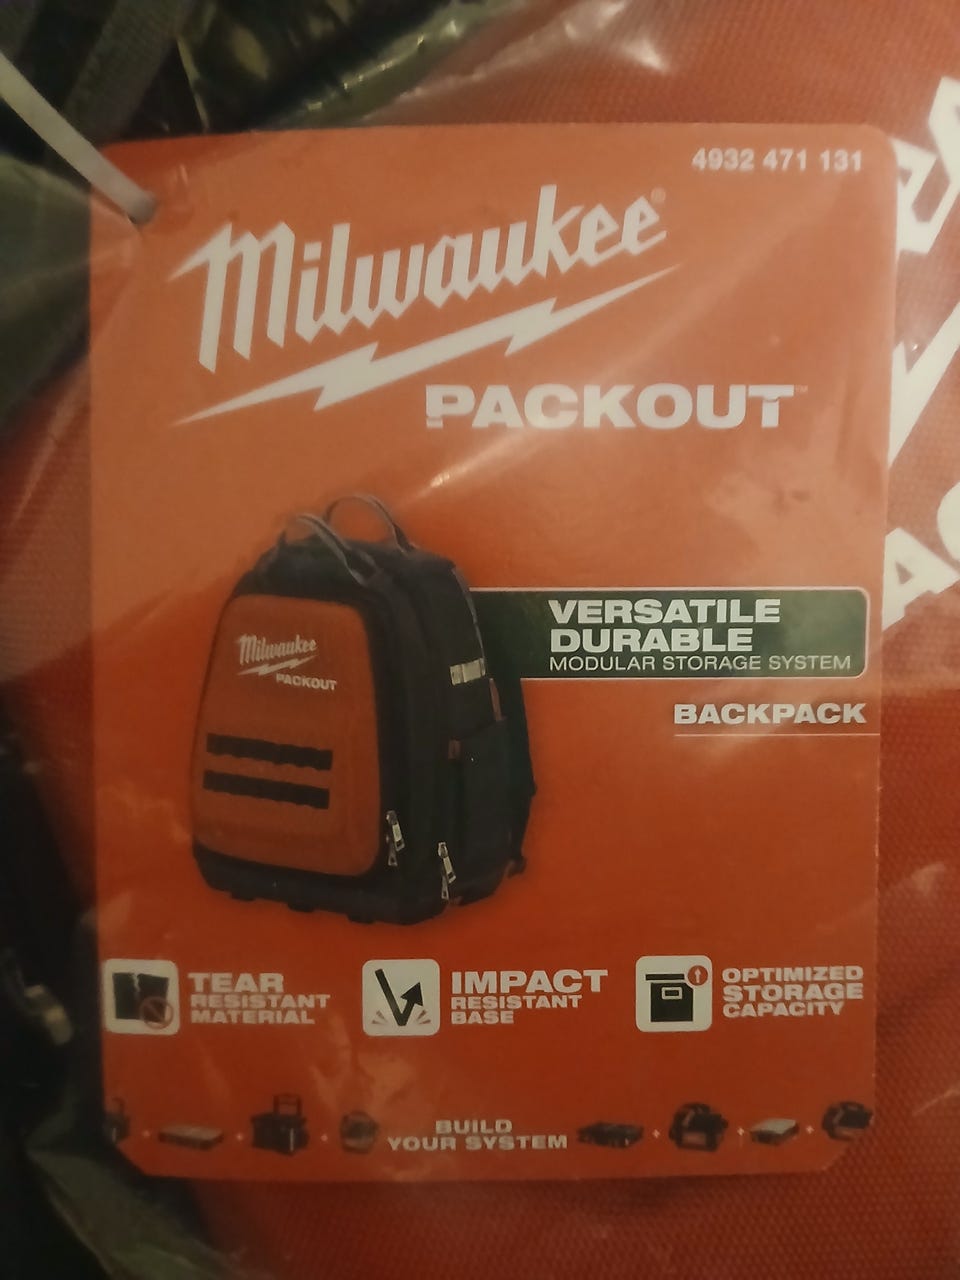 4932 471 131
Milwaukee®
PACKOUT™
Milwaukee
PACKOUT
VERSATILE
DURABLE
MODULAR STORAGE SYSTEM
BACKPACK
TEAR
RESISTANT
MATERIAL
IMPACT
RESISTANT
BASE
OPTIMIZED
STORAGE
CAPACITY
BUILD
YOUR SYSTEM